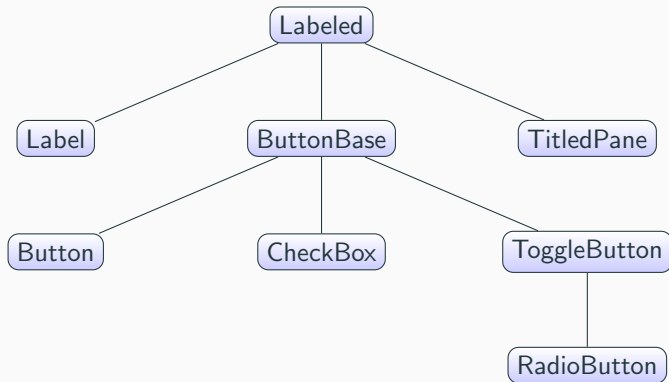 Labeled
Label
ButtonBase
TitledPane
Button
CheckBox
ToggleButton
RadioButton